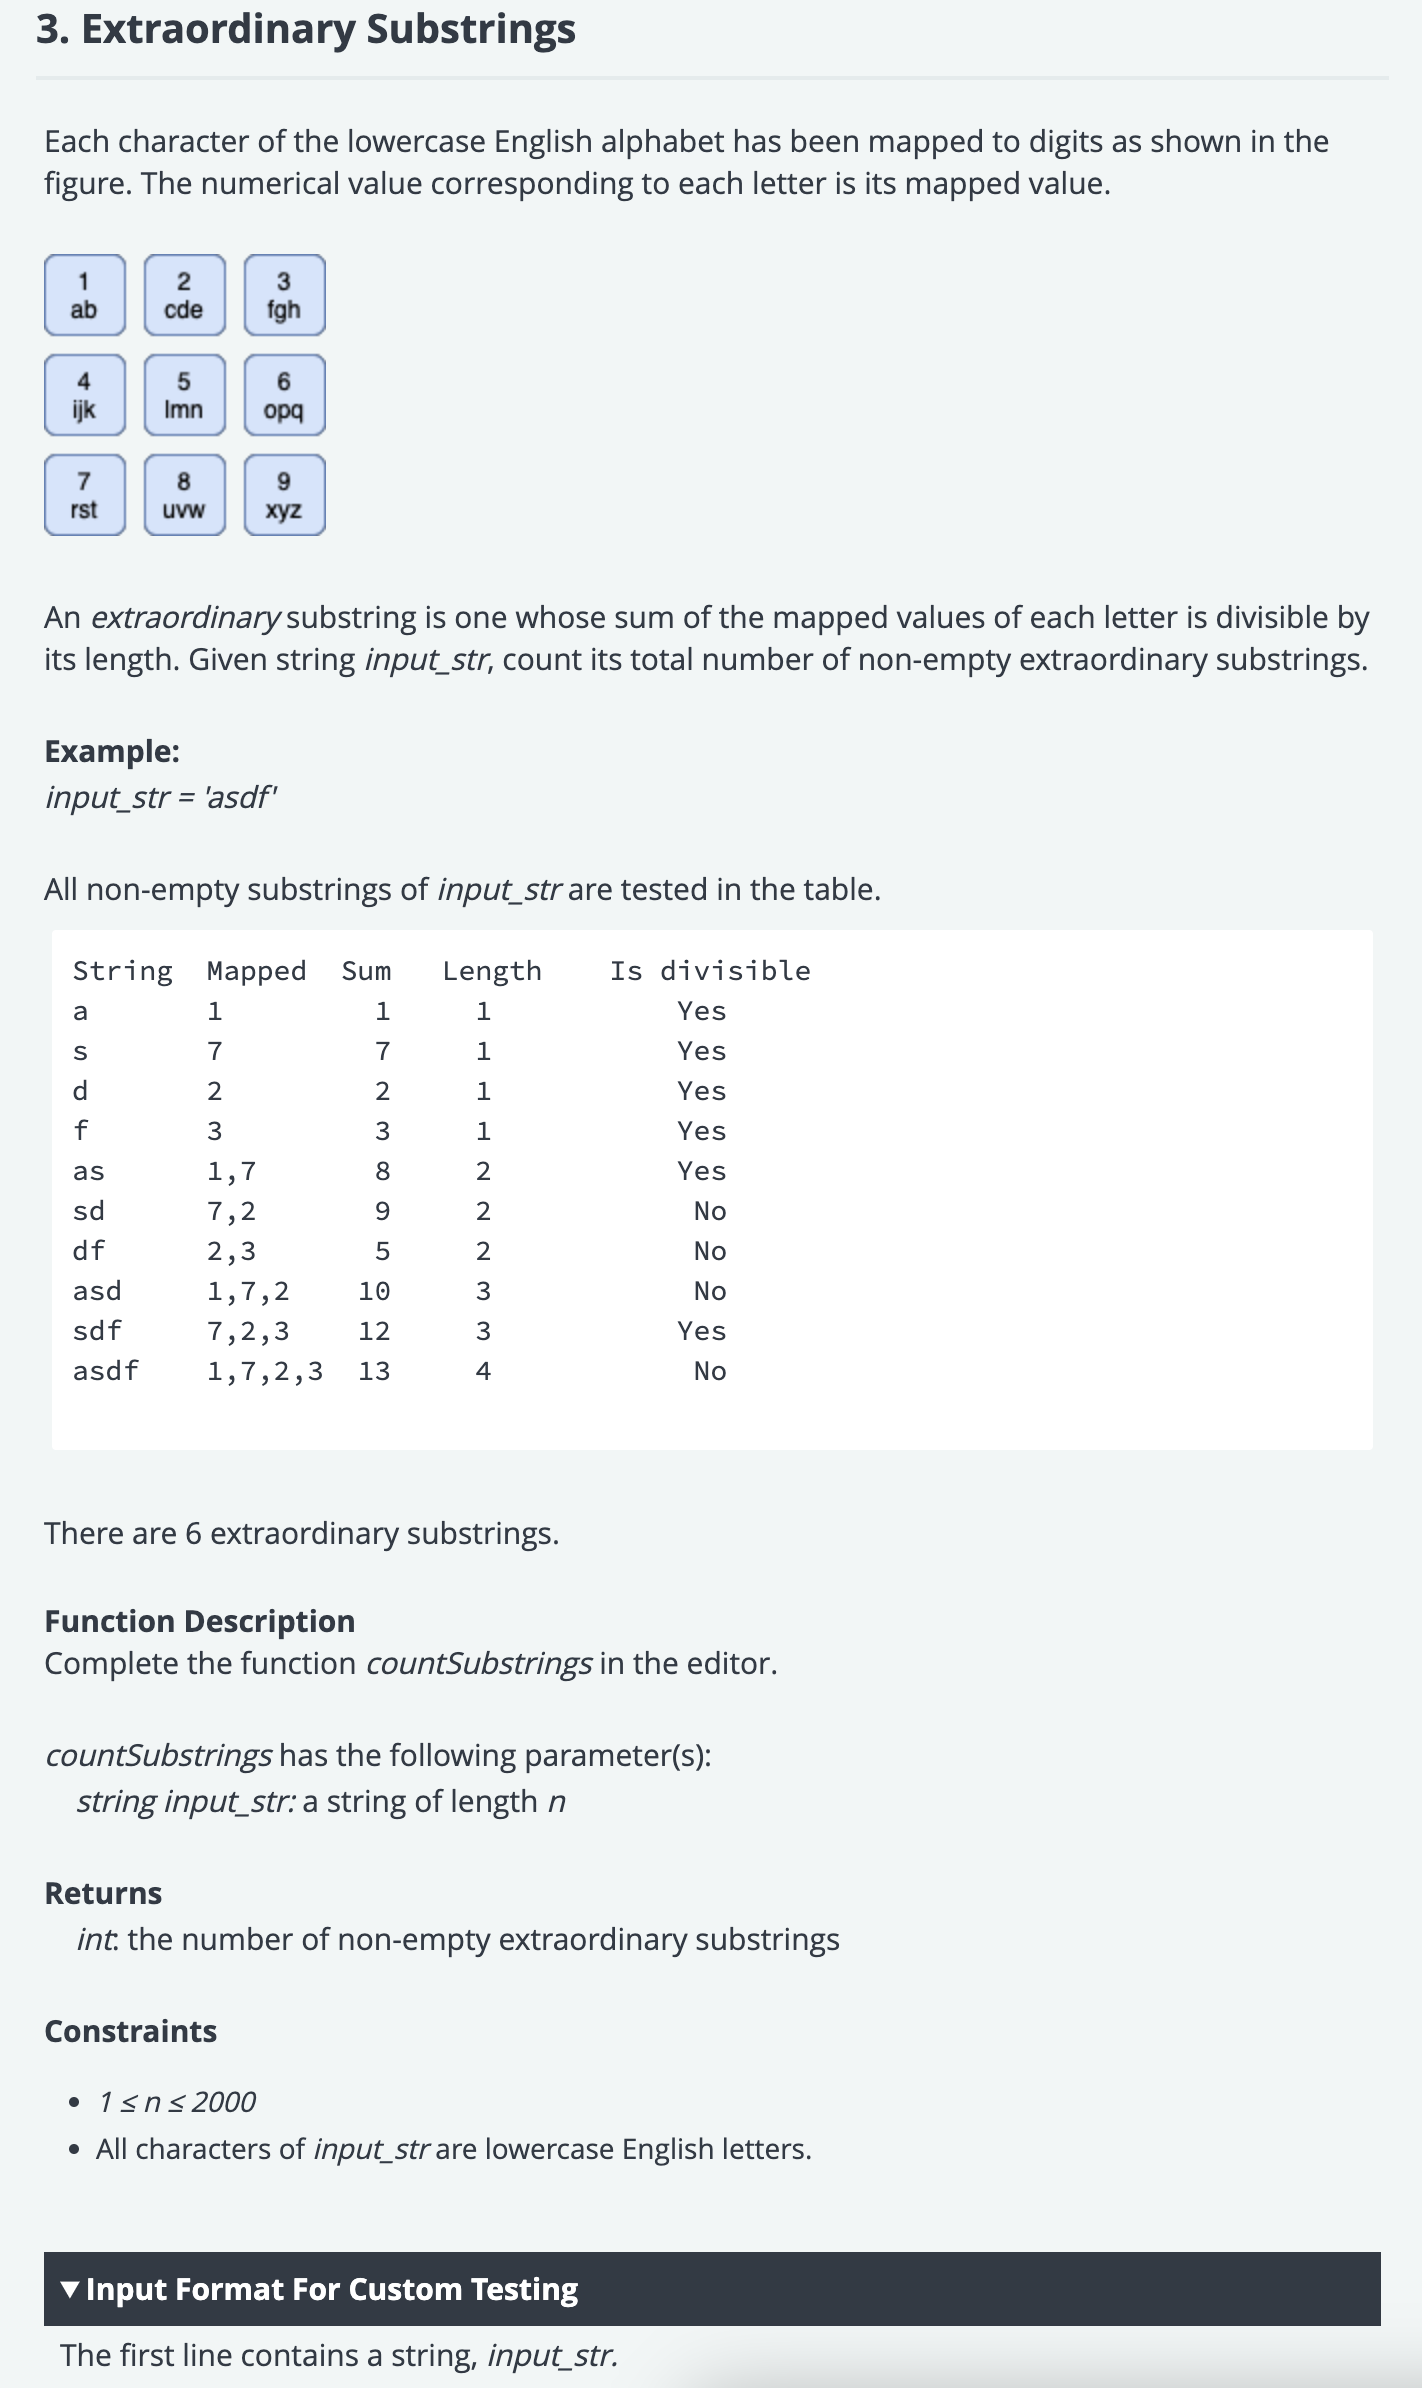 3. Extraordinary Substrings
Each character of the lowercase English alphabet has been mapped to digits as shown in the
figure. The numerical value corresponding to each letter is its mapped value.
1 2 3
ab cde fgh
4 5 6
ijk lmn opq
7 8 9
rst uvw xyz
An extraordinary substring is one whose sum of the mapped values of each letter is divisible by
its length. Given string input_str, count its total number of non-empty extraordinary substrings.
Example:
input_str = 'asdf'
All non-empty substrings of input_str are tested in the table.
String Mapped Sum Length Is divisible
a 1 1 1 Yes
s 7 7 1 Yes
d 2 2 1 Yes
f 3 3 1 Yes
as 1,7 8 2 Yes
sd 7,2 9 2 No
df 2,3 5 2 No
asd 1,7,2 10 3 No
sdf 7,2,3 12 3 Yes
asdf 1,7,2,3 13 4 No
There are 6 extraordinary substrings.
Function Description
Complete the function countSubstrings in the editor.
countSubstrings has the following parameter(s):
string input_str: a string of length n
Returns
int: the number of non-empty extraordinary substrings
Constraints
• 1 ≤ n ≤ 2000
• All characters of input_str are lowercase English letters.
▼ Input Format For Custom Testing
The first line contains a string, input_str.